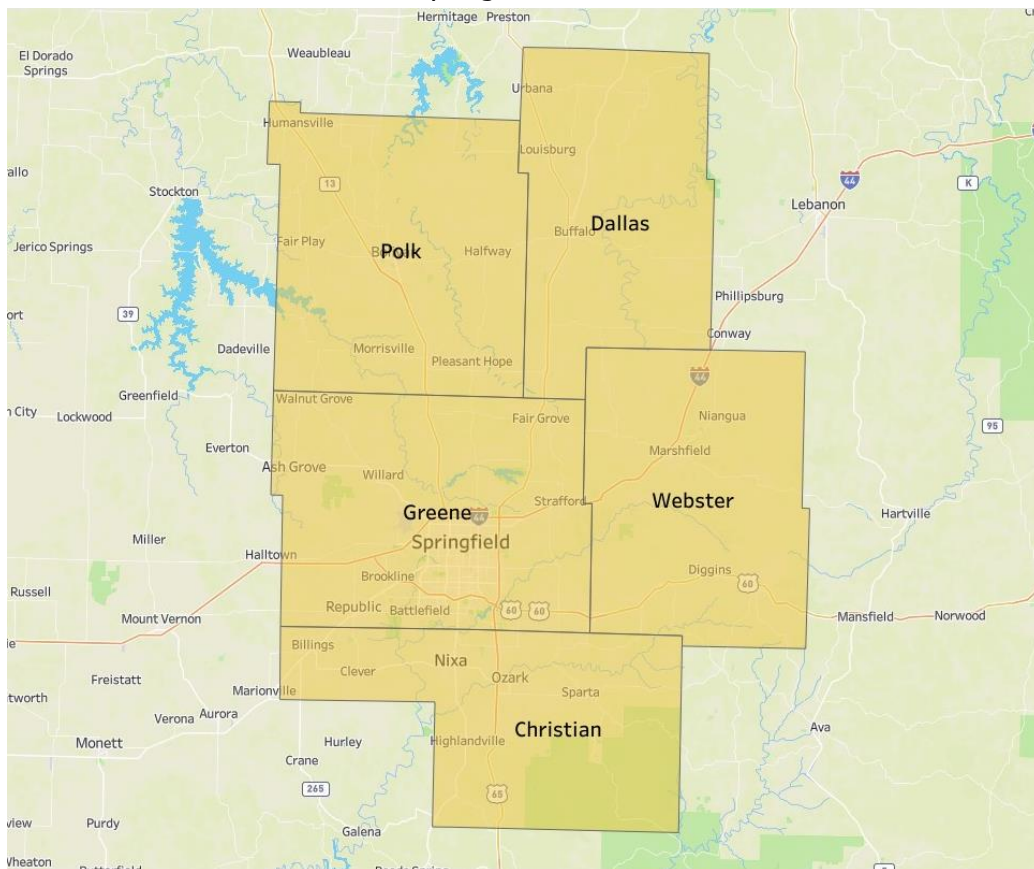 Hermitage Preston
Weaubleau
El Dorado
Springs
Urbana
Humansville
Louisburg
allo
13
44
K
Stockton
Lebanon
Dallas
Buffalo
Jerico Springs
Fair Play
Polk
Halfway
Phillipsburg
ort
39
Conway
Dadeville
Morrisville
Pleasant Hope
44
Greenfield
Walnut Grove
n City
Lockwood
Fair Grove
Niangua
95
Everton
Marshfield
Ash Grove
Willard
Strafford
Webster
Greene
44
Hartville
Springfield
Miller
Halltown
Diggins
Brookline
60
Russell
Republic
Battlefield
60
60
Mount Vernon
Mansfield
Norwood
le
Billings
Nixa
Clever
Freistatt
Ozark
Marionville
Sparta
ntworth
Verona
Aurora
Christian
Ava
Monett
Hurley
Highlandville
Crane
265
65
view
Purdy
Galena
Wheaton